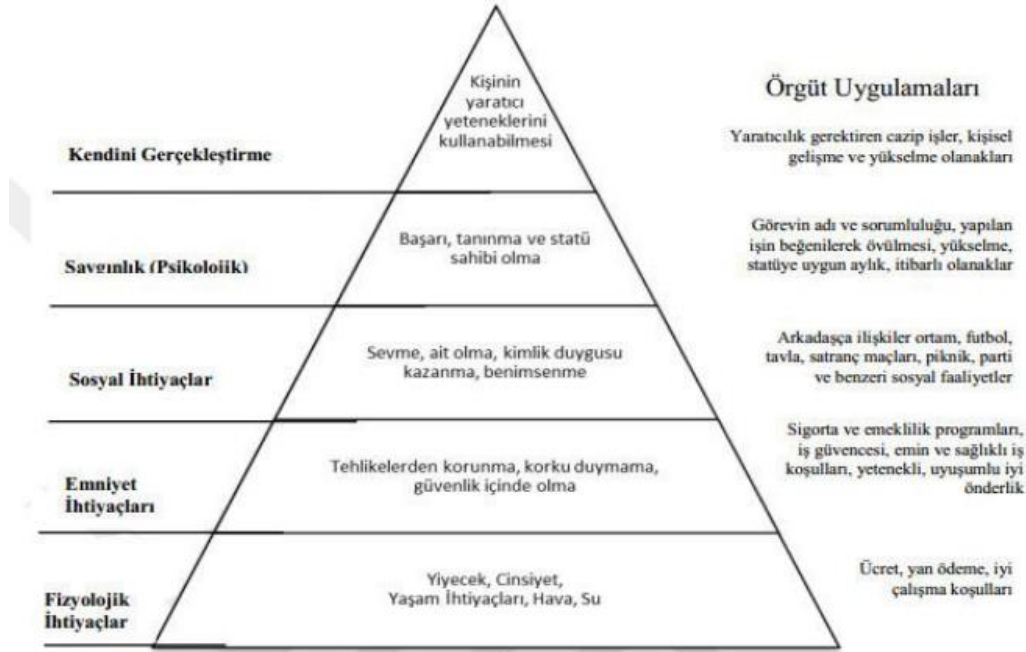 Örgüt Uygulamaları
Kendini Gerçekleştirme
Kişinin
yaratıcı
yeteneklerini
kullanabilmesi
Yaratıcılık gerektiren cazip işler, kişisel
gelişme ve yükselme olanakları
Saygınlık (Psikolojik)
Başarı, tanınma ve statü
sahibi olma
Görevin adı ve sorumluluğu, yapılan
işin beğenilerek övülmesi, yükselme,
statüye uygun aylık, itibarlı olanaklar
Sosyal İhtiyaçlar
Sevme, ait olma, kimlik duygusu
kazanma, benimsenme
Arkadaşça ilişkiler ortam, futbol,
tavla, satranç maçları, piknik, parti
ve benzeri sosyal faaliyetler
Emniyet
İhtiyaçları
Tehlikelerden korunma, korku duymama,
güvenlik içinde olma
Sigorta ve emeklilik programları,
iş güvencesi, emin ve sağlıklı iş
koşulları, yetenekli, uyuşumlu iyi
önderlik
Fizyolojik
İhtiyaçlar
Yiyecek, Cinsiyet,
Yaşam İhtiyaçları, Hava, Su
Ücret, yan ödeme, iyi
çalışma koşulları